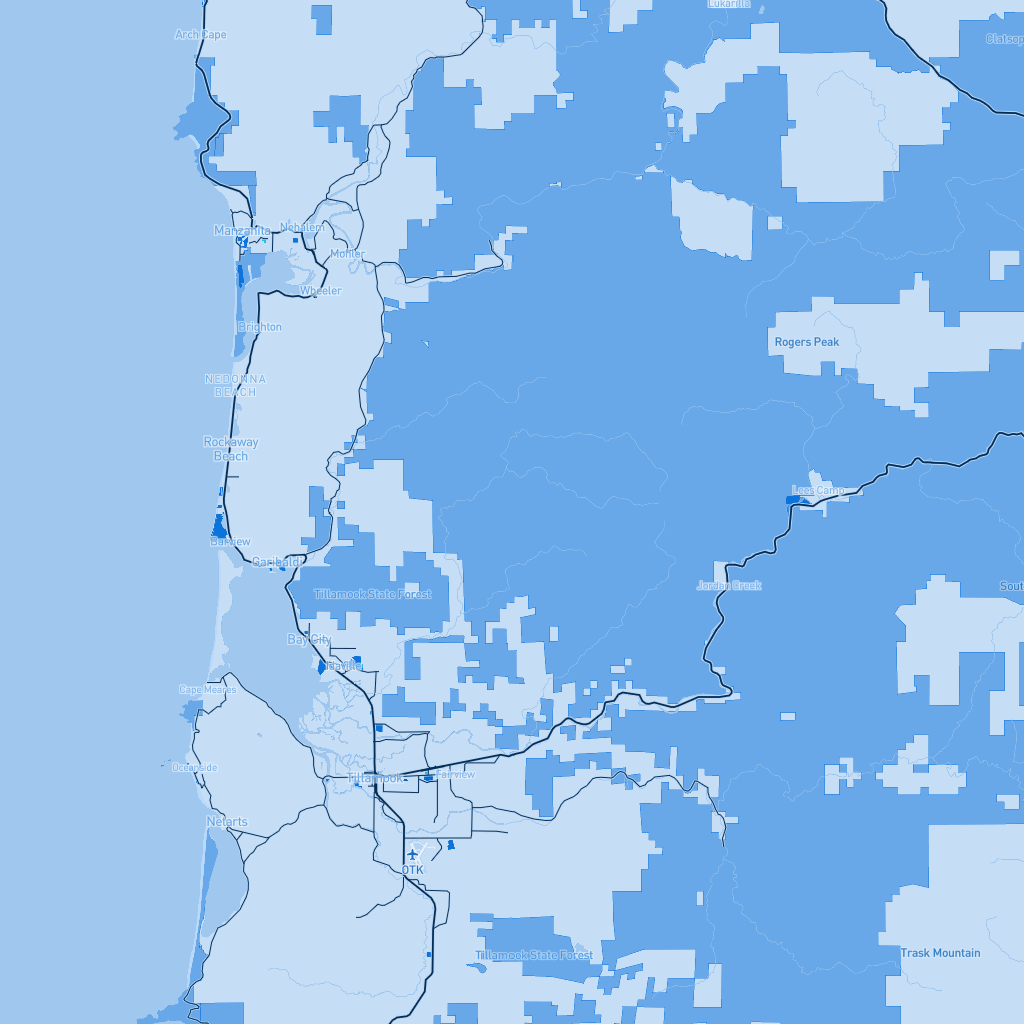 Lukarilla
Arch Cape
Clatsop
Nehalem
Manzanita
Mohler
Wheeler
Brighton
Rogers Peak
NEDONNA
BEACH
Rockaway
Beach
Lees Camp
Barview
Garibaldi
Jordan Creek
South
Tillamook State Forest
Bay City
Idaville
Cape Meares
Oceanside
Tillamook
Fairview
Netarts
OTK
Trask Mountain
Tillamook State Forest